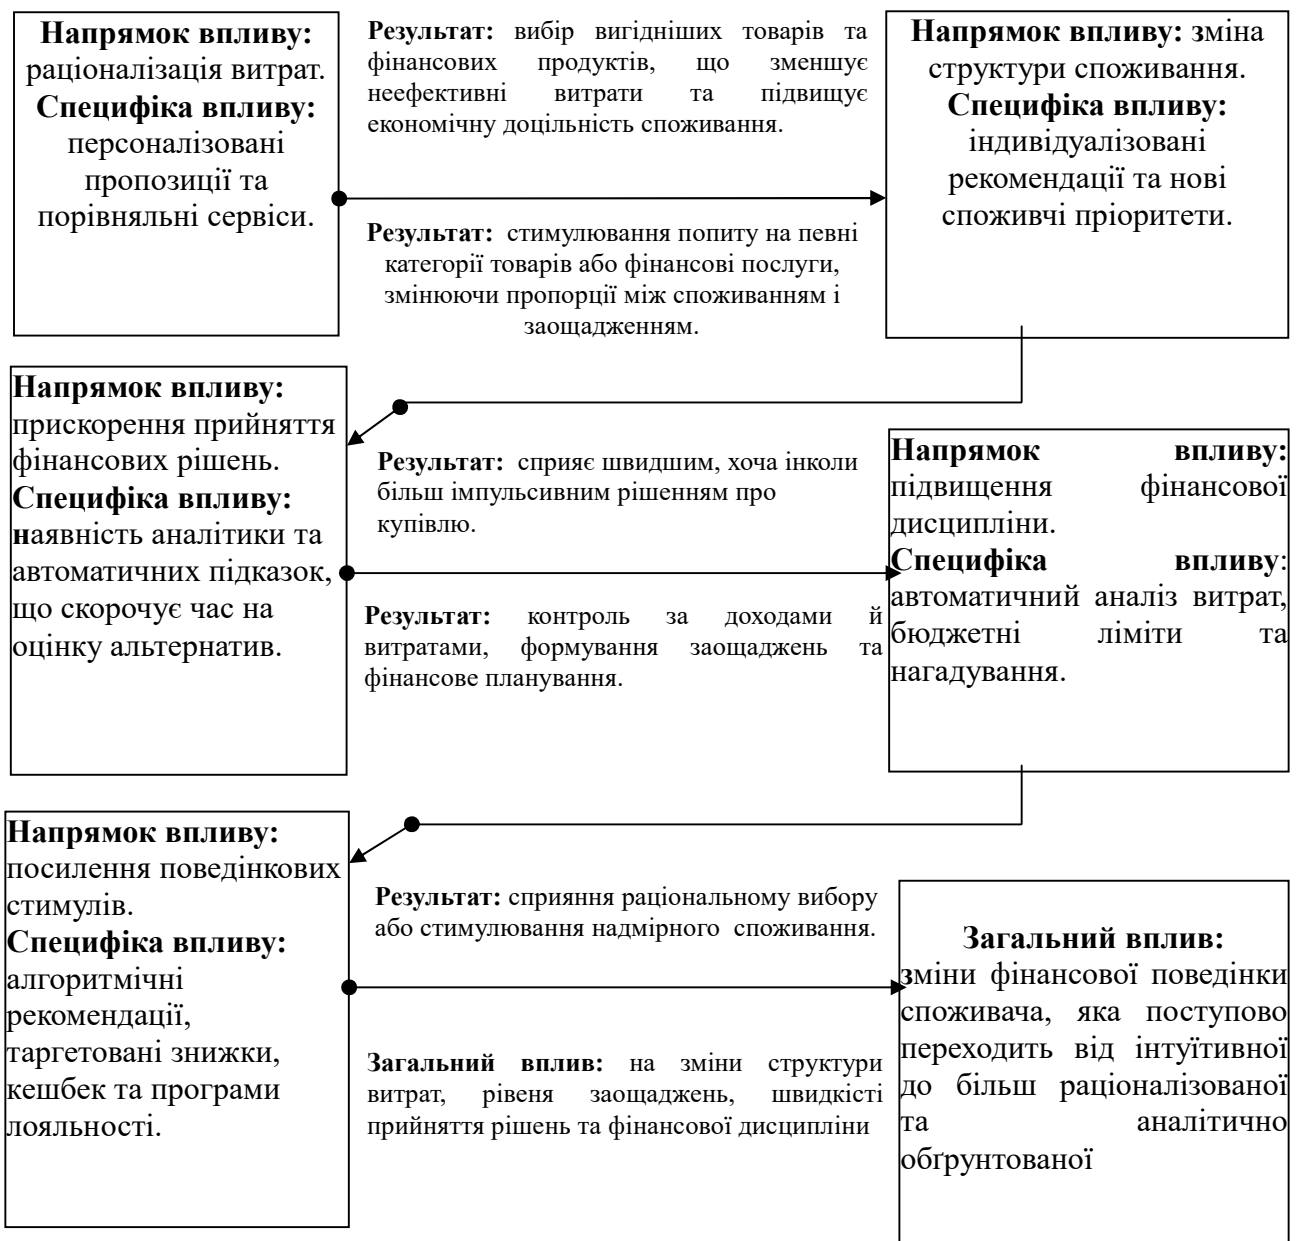 Напрямок впливу:
раціоналізація витрат.
Специфіка впливу:
персоналізовані
пропозиції та
порівняльні сервіси.
Результат: вибір вигідніших товарів та
фінансових продуктів, що зменшує
неефективні витрати та підвищує
економічну доцільність споживання.
Результат: стимулювання попиту на певні
категорії товарів або фінансові послуги,
змінюючи пропорції між споживанням і
заощадженням.
Напрямок впливу: зміна
структури споживання.
Специфіка впливу:
індивідуалізовані
рекомендації та нові
споживчі пріоритети.
Напрямок впливу:
прискорення прийняття
фінансових рішень.
Специфіка впливу:
наявність аналітики та
автоматичних підказок,
що скорочує час на
оцінку альтернатив.
Результат: сприяє швидшим, хоча інколи
більш імпульсивним рішенням про
купівлю.
Результат: контроль за доходами й
витратами, формування заощаджень та
фінансове планування.
Напрямок впливу:
підвищення фінансової
дисципліни.
Специфіка впливу:
автоматичний аналіз витрат,
бюджетні ліміти та
нагадування.
Напрямок впливу:
посилення поведінкових
стимулів.
Специфіка впливу:
алгоритмічні
рекомендації,
таргетовані знижки,
кешбек та програми
лояльності.
Результат: сприяння раціональному вибору
або стимулювання надмірного споживання.
Загальний вплив: на зміни структури
витрат, рівеня заощаджень, швидкісті
прийняття рішень та фінансової дисципліни
Загальний вплив:
зміни фінансової поведінки
споживача, яка поступово
переходить від інтуїтивної
до більш раціоналізованої
та аналітично
обґрунтованої